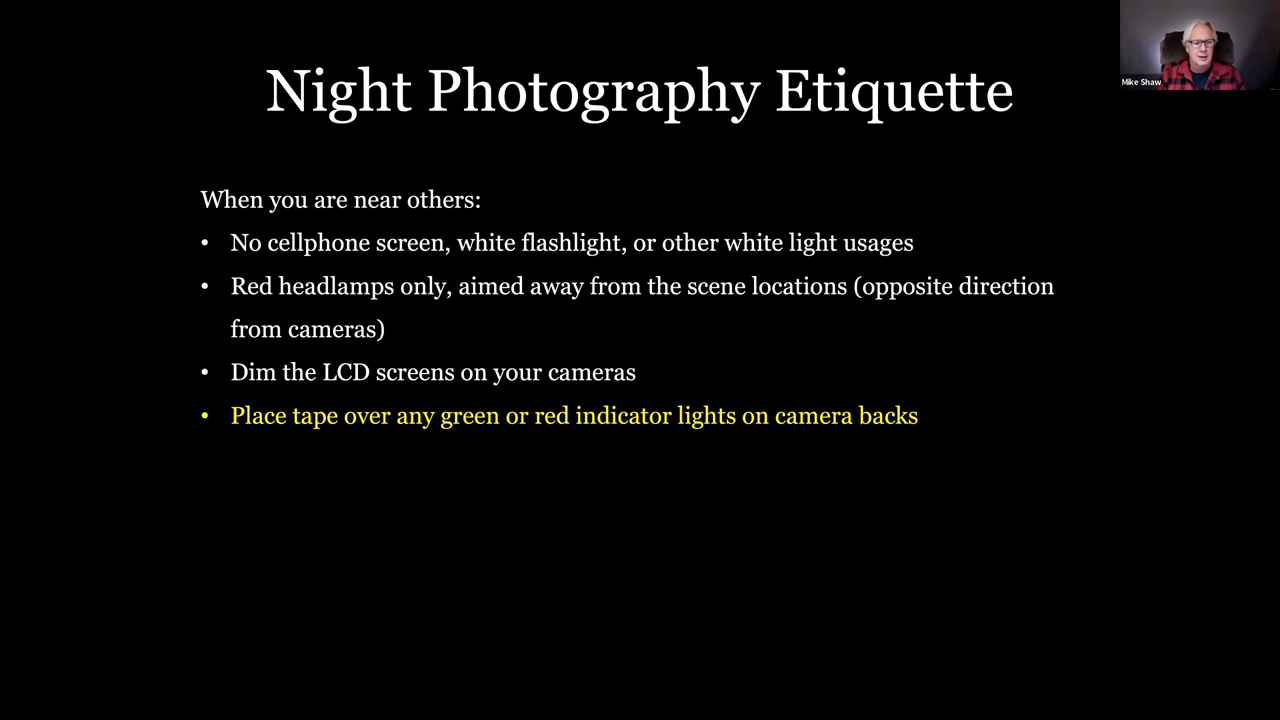 Night Photography Etiquette
Mike Shaw
When you are near others:
• No cellphone screen, white flashlight, or other white light usages
• Red headlamps only, aimed away from the scene locations (opposite direction
from cameras)
• Dim the LCD screens on your cameras
• Place tape over any green or red indicator lights on camera backs